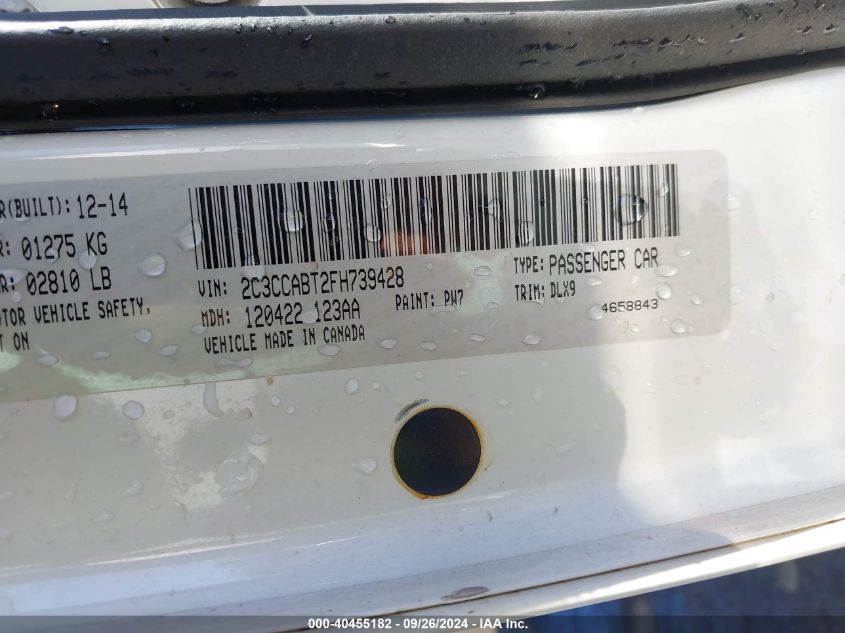 R(BUILT): 12-14
R: 01275 KG
R: 02810 LB
OTOR VEHICLE SAFETY,
T ON
VIN: 2C3CCABT2FH739428
TYPE: PASSENGER CAR
MDH: 120422 123AA
PAINT: PW7
TRIM: DLX9
VEHICLE MADE IN CANADA
4658843
000-40455182 - 09/26/2024 - IAA Inc.